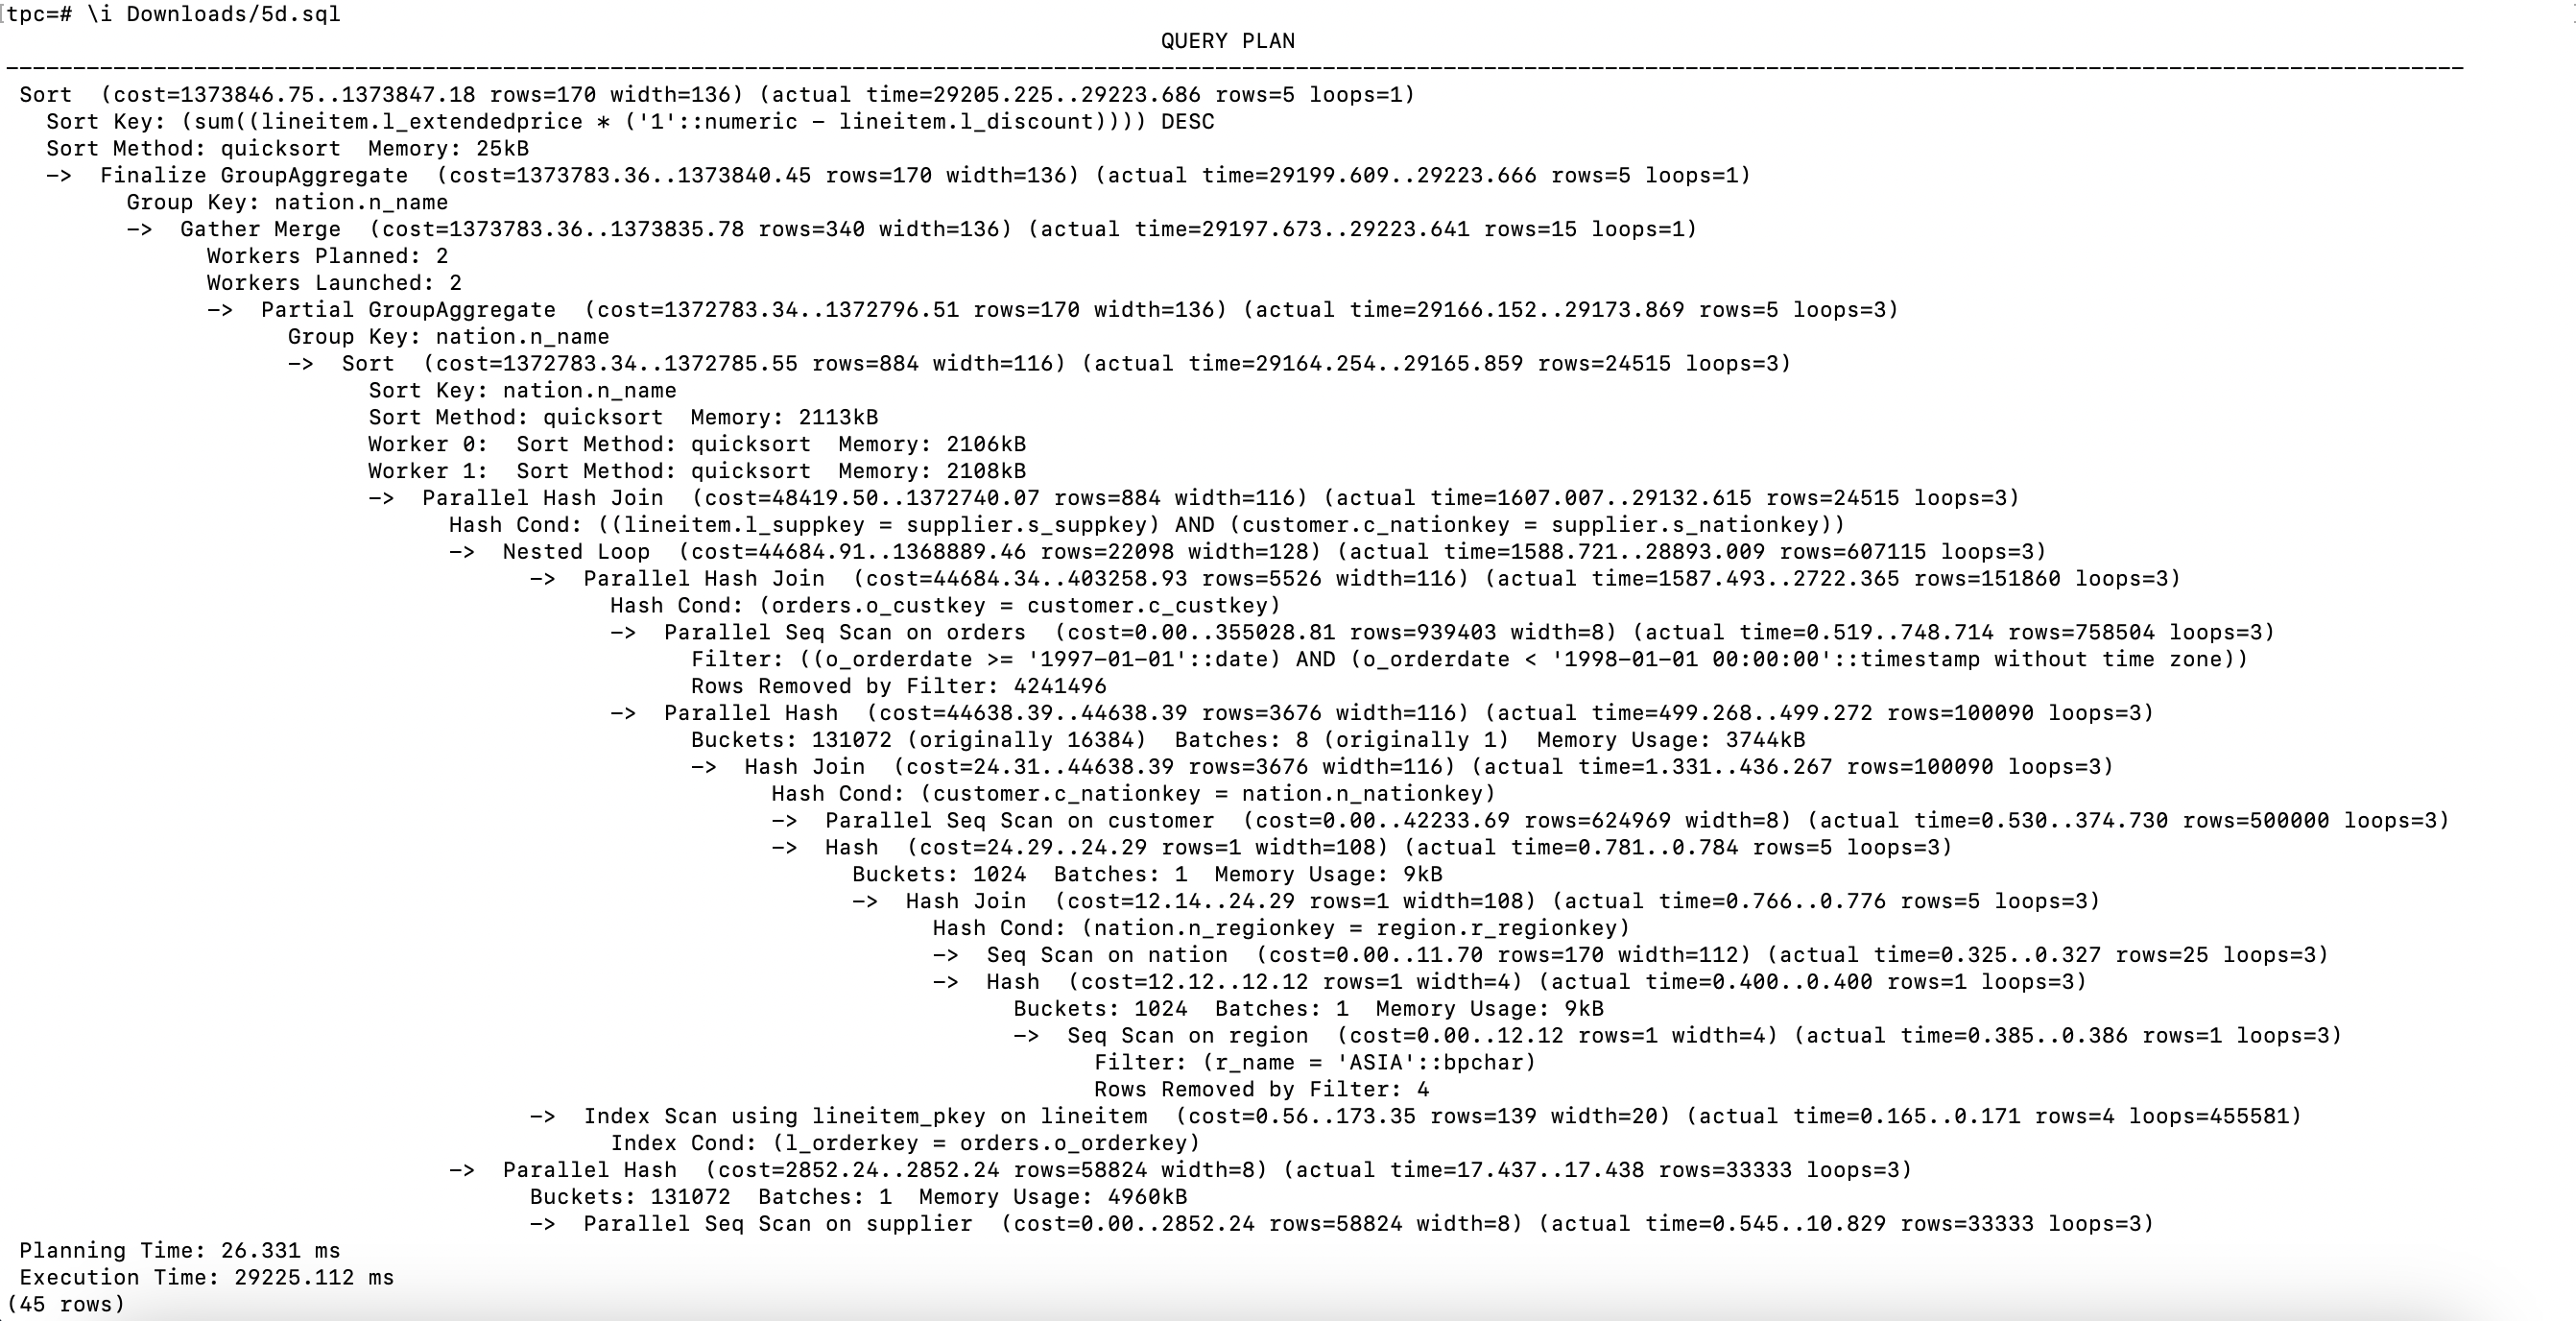 tpc=# \i Downloads/5d.sql
QUERY PLAN
----------------------------------------------------------------------------------------------------------------------------------------------------------------------------------------
Sort  (cost=1373846.75..1373847.18 rows=170 width=136) (actual time=29205.225..29223.686 rows=5 loops=1)
Sort Key: (sum((lineitem.l_extendedprice * ('1'::numeric - lineitem.l_discount)))) DESC
Sort Method: quicksort  Memory: 25kB
->  Finalize GroupAggregate  (cost=1373783.36..1373840.45 rows=170 width=136) (actual time=29199.609..29223.666 rows=5 loops=1)
Group Key: nation.n_name
->  Gather Merge  (cost=1373783.36..1373835.78 rows=340 width=136) (actual time=29197.673..29223.641 rows=15 loops=1)
Workers Planned: 2
Workers Launched: 2
->  Partial GroupAggregate  (cost=1372783.34..1372796.51 rows=170 width=136) (actual time=29166.152..29173.869 rows=5 loops=3)
Group Key: nation.n_name
->  Sort  (cost=1372783.34..1372785.55 rows=884 width=116) (actual time=29164.254..29165.859 rows=24515 loops=3)
Sort Key: nation.n_name
Sort Method: quicksort  Memory: 2113kB
Worker 0:  Sort Method: quicksort  Memory: 2106kB
Worker 1:  Sort Method: quicksort  Memory: 2108kB
->  Parallel Hash Join  (cost=48419.50..1372740.07 rows=884 width=116) (actual time=1607.007..29132.615 rows=24515 loops=3)
Hash Cond: ((lineitem.l_suppkey = supplier.s_suppkey) AND (customer.c_nationkey = supplier.s_nationkey))
->  Nested Loop  (cost=44684.91..1368889.46 rows=22098 width=128) (actual time=1588.721..28893.009 rows=607115 loops=3)
->  Parallel Hash Join  (cost=44684.34..403258.93 rows=5526 width=116) (actual time=1587.493..2722.365 rows=151860 loops=3)
Hash Cond: (orders.o_custkey = customer.c_custkey)
->  Parallel Seq Scan on orders  (cost=0.00..355028.81 rows=939403 width=8) (actual time=0.519..748.714 rows=758504 loops=3)
Filter: ((o_orderdate >= '1997-01-01'::date) AND (o_orderdate < '1998-01-01 00:00:00'::timestamp without time zone))
Rows Removed by Filter: 4241496
->  Parallel Hash  (cost=44638.39..44638.39 rows=3676 width=116) (actual time=499.268..499.272 rows=100090 loops=3)
Buckets: 131072 (originally 16384)  Batches: 8 (originally 1)  Memory Usage: 3744kB
->  Hash Join  (cost=24.31..44638.39 rows=3676 width=116) (actual time=1.331..436.267 rows=100090 loops=3)
Hash Cond: (customer.c_nationkey = nation.n_nationkey)
->  Parallel Seq Scan on customer  (cost=0.00..42233.69 rows=624969 width=8) (actual time=0.530..374.730 rows=500000 loops=3)
->  Hash  (cost=24.29..24.29 rows=1 width=108) (actual time=0.781..0.784 rows=5 loops=3)
Buckets: 1024  Batches: 1  Memory Usage: 9kB
->  Hash Join  (cost=12.14..24.29 rows=1 width=108) (actual time=0.766..0.776 rows=5 loops=3)
Hash Cond: (nation.n_regionkey = region.r_regionkey)
->  Seq Scan on nation  (cost=0.00..11.70 rows=170 width=112) (actual time=0.325..0.327 rows=25 loops=3)
->  Hash  (cost=12.12..12.12 rows=1 width=4) (actual time=0.400..0.400 rows=1 loops=3)
Buckets: 1024  Batches: 1  Memory Usage: 9kB
->  Seq Scan on region  (cost=0.00..12.12 rows=1 width=4) (actual time=0.385..0.386 rows=1 loops=3)
Filter: (r_name = 'ASIA'::bpchar)
Rows Removed by Filter: 4
->  Index Scan using lineitem_pkey on lineitem  (cost=0.56..173.35 rows=139 width=20) (actual time=0.165..0.171 rows=4 loops=455581)
Index Cond: (l_orderkey = orders.o_orderkey)
->  Parallel Hash  (cost=2852.24..2852.24 rows=58824 width=8) (actual time=17.437..17.438 rows=33333 loops=3)
Buckets: 131072  Batches: 1  Memory Usage: 4960kB
->  Parallel Seq Scan on supplier  (cost=0.00..2852.24 rows=58824 width=8) (actual time=0.545..10.829 rows=33333 loops=3)
Planning Time: 26.331 ms
Execution Time: 29225.112 ms
(45 rows)